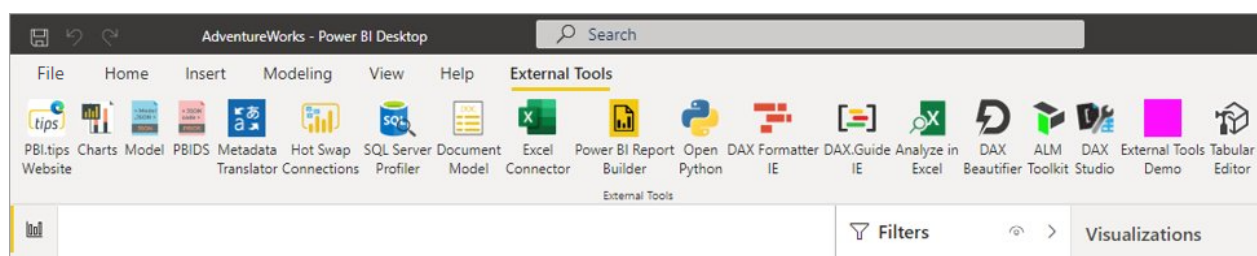 AdventureWorks - Power BI Desktop
Search
File Home Insert Modeling View Help External Tools
tips
SQL
PBI.tips Website
Charts
Model
PBIDS
Metadata Translator
Hot Swap Connections
SQL Server Profiler
Document Model
Excel Connector
Power BI Report Builder
Open Python
DAX Formatter IE
DAX.Guide IE
Analyze in Excel
DAX Beautifier
ALM Toolkit
DAX Studio
External Tools Demo
Tabular Editor
External Tools
Filters
Visualizations